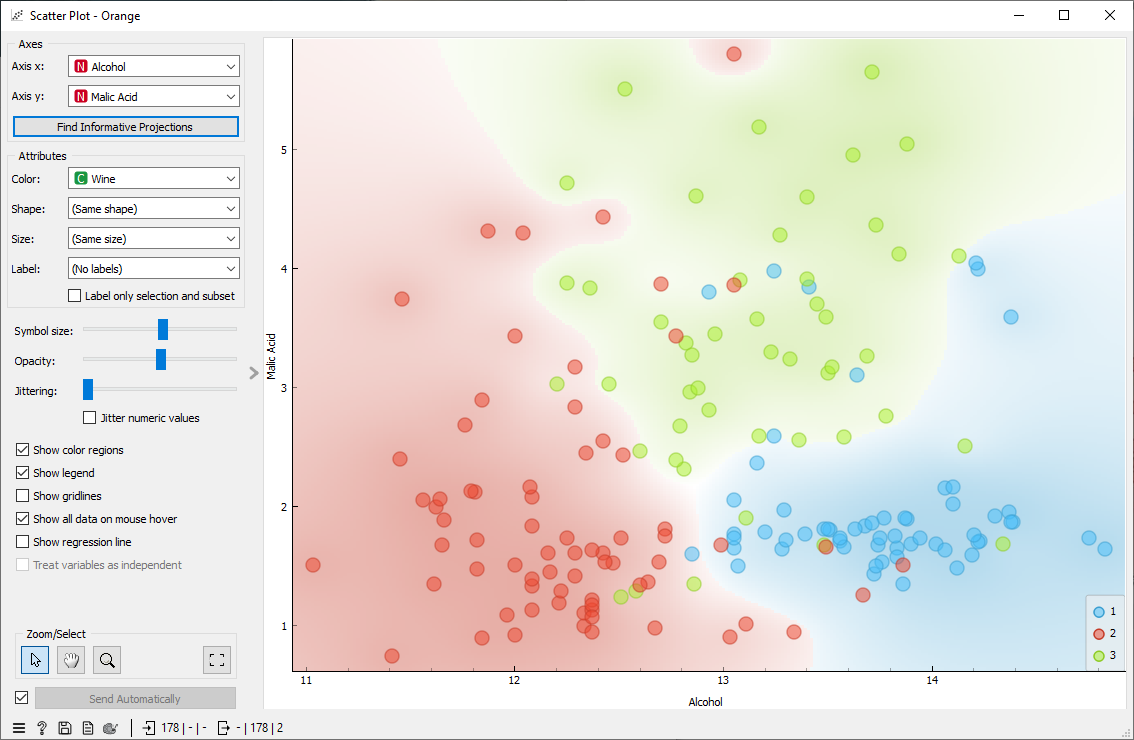 Scatter Plot - Orange
Axes
Axis x: N Alcohol
Axis y: N Malic Acid
Find Informative Projections
Attributes
Color: C Wine
Shape: (Same shape)
Size: (Same size)
Label: (No labels)
Label only selection and subset
Symbol size:
Opacity:
Jittering:
Jitter numeric values
Show color regions
Show legend
Show gridlines
Show all data on mouse hover
Show regression line
Treat variables as independent
Zoom/Select
Send Automatically
? 178 | - | - - | 178 | 2
Malic Acid
5
4
3
2
1
11 12 13 14
Alcohol
1
2
3